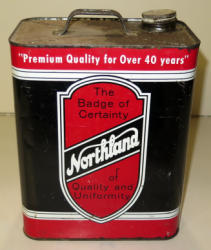 "Premium Quality for Over 40 years"
The
Badge of
Certainty
Northland
of
Quality and
Uniformity